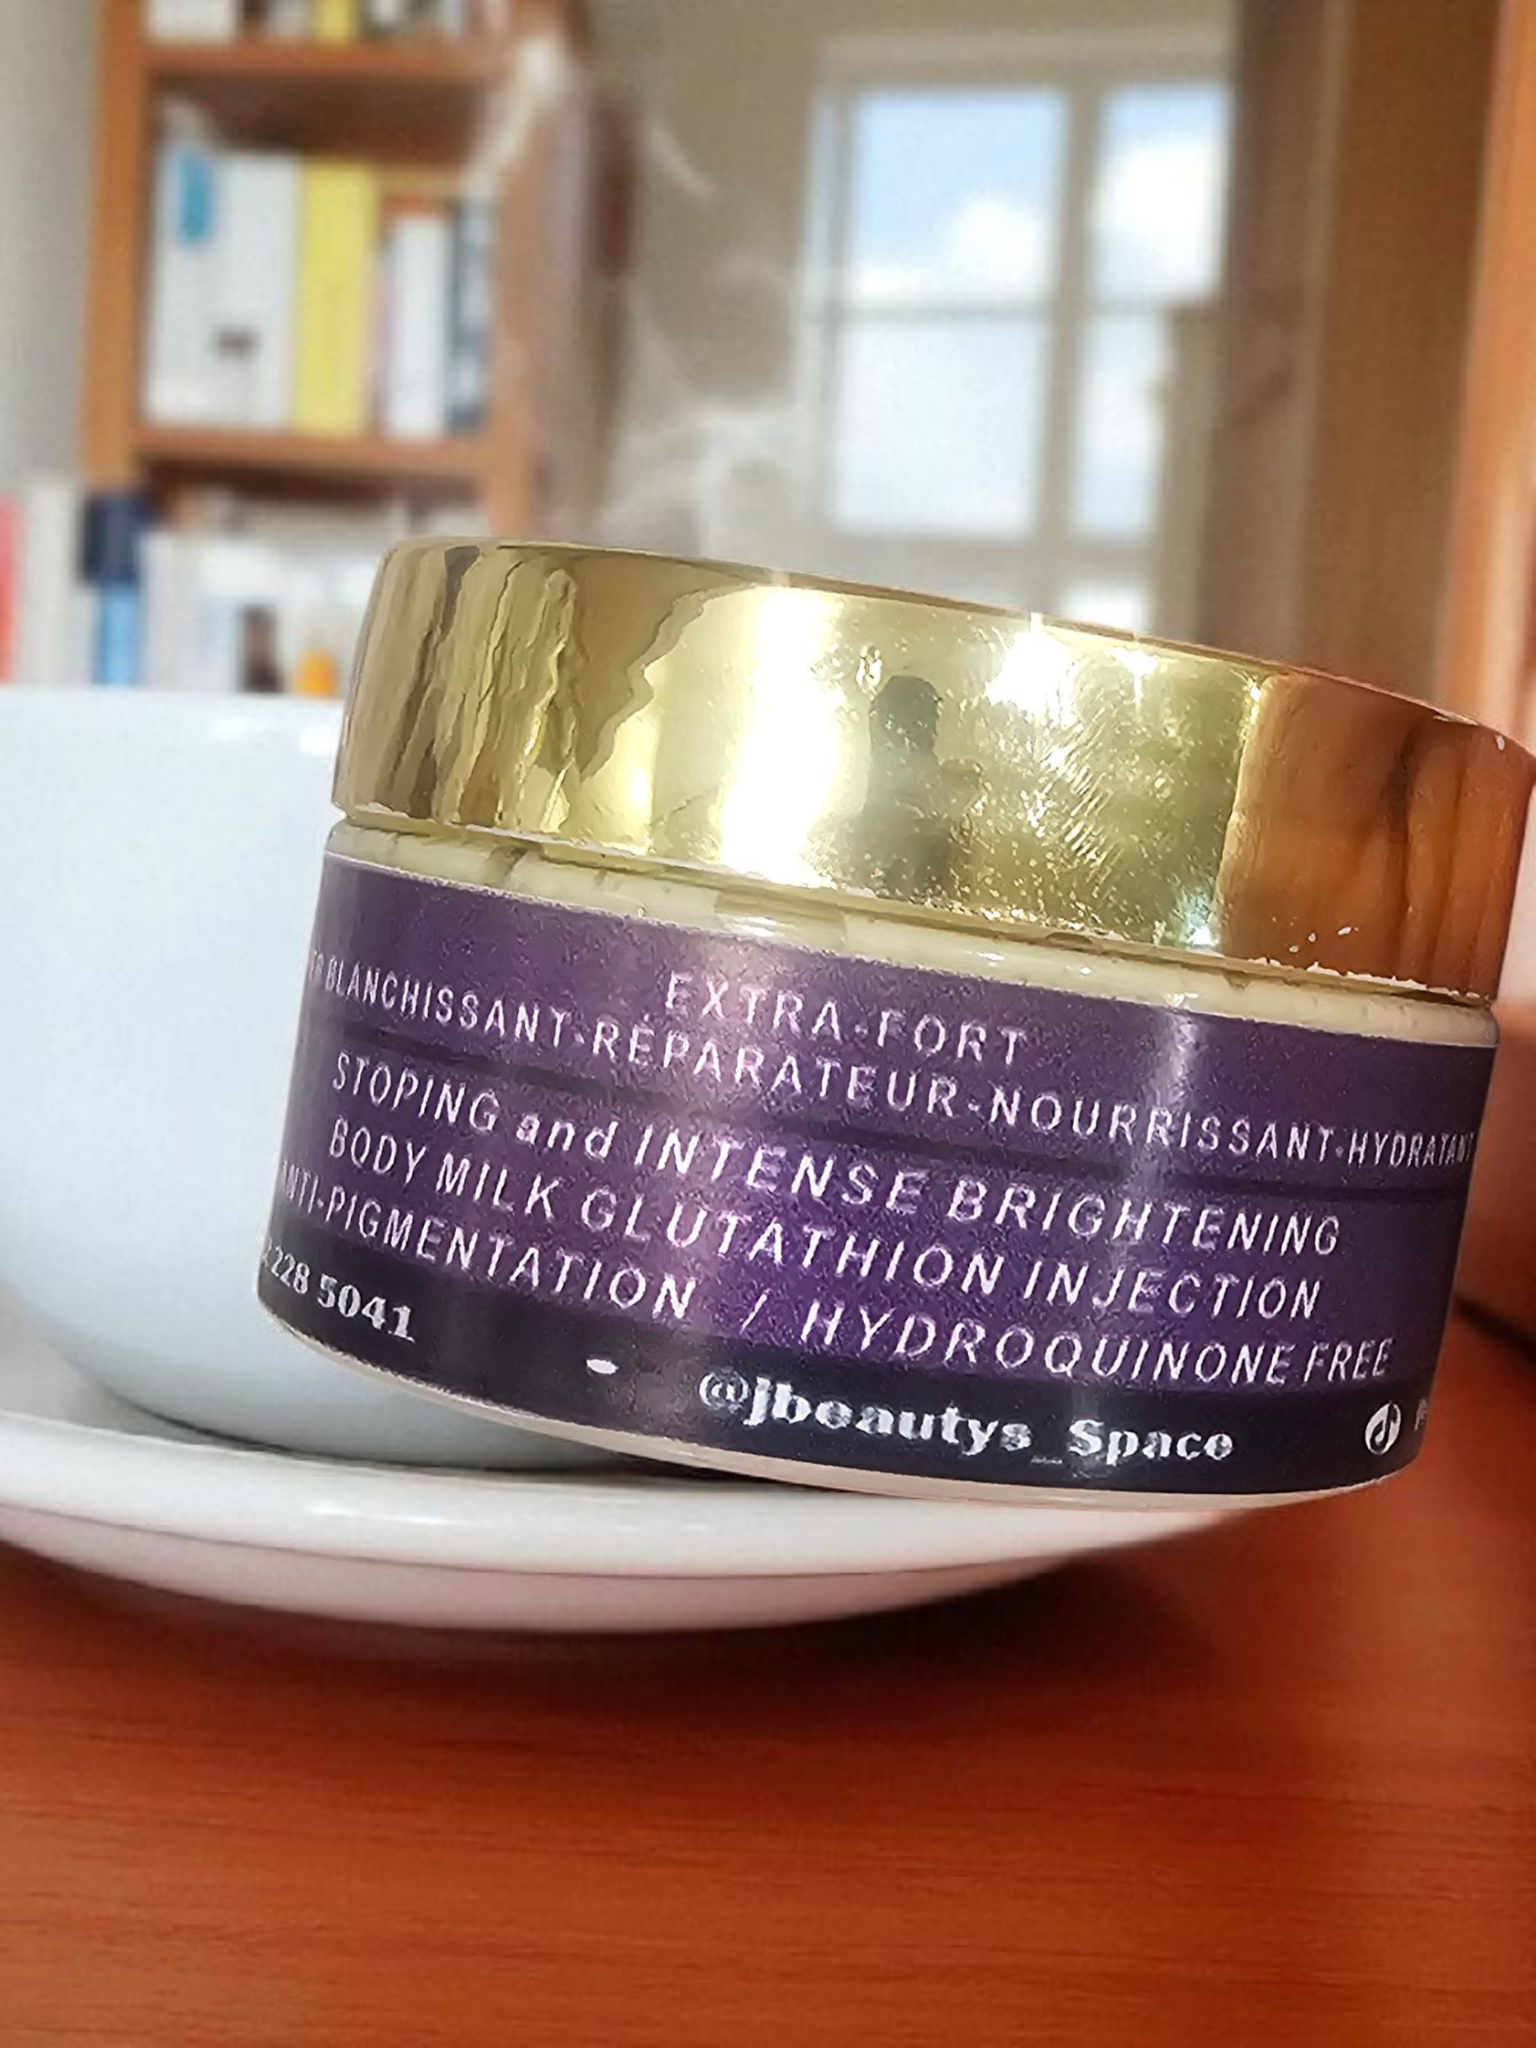 EXTRA-FORT
BLANCHISSANT-RÉPARATEUR-NOURRISSANT-HYDRATANT
STOPING and INTENSE BRIGHTENING
BODY MILK GLUTATHION INJECTION
ANTI-PIGMENTATION / HYDROQUINONE FREE
228 5041 - @jbeautys_Space